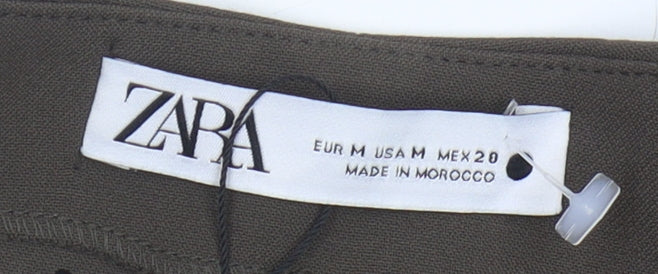 ZARA
EUR M USA M MEX 28
MADE IN MOROCCO